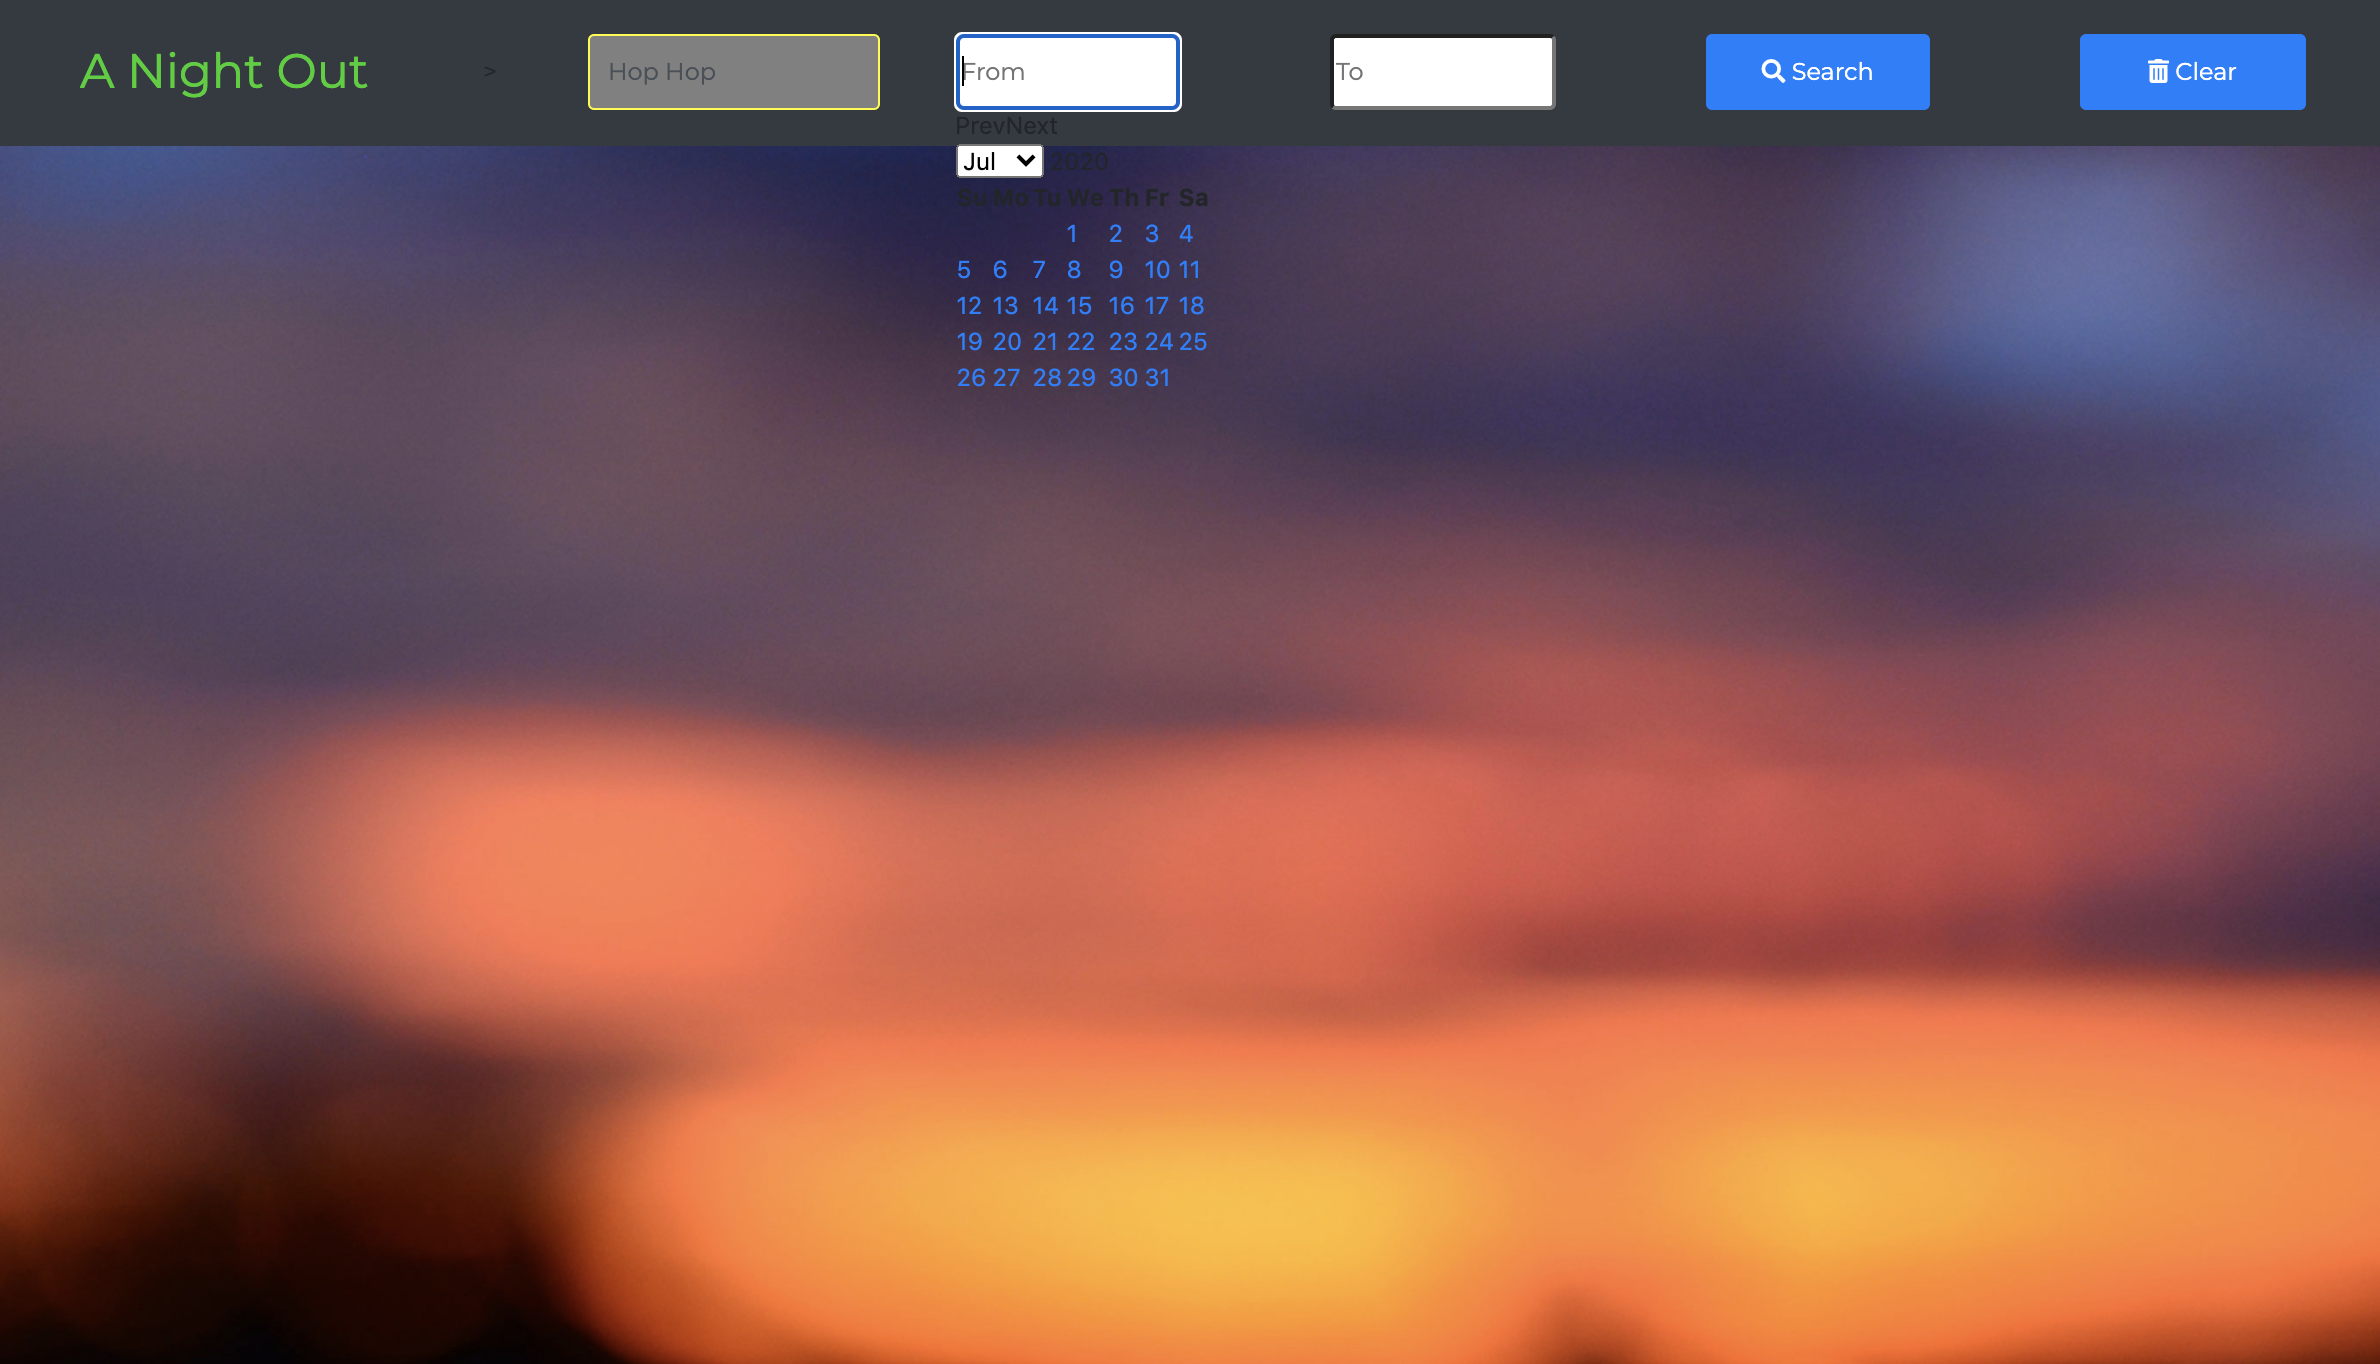 A Night Out > Hop Hop From To Search Clear
PrevNext
Jul 2020
Su Mo Tu We Th Fr Sa
1 2 3 4
5 6 7 8 9 10 11
12 13 14 15 16 17 18
19 20 21 22 23 24 25
26 27 28 29 30 31